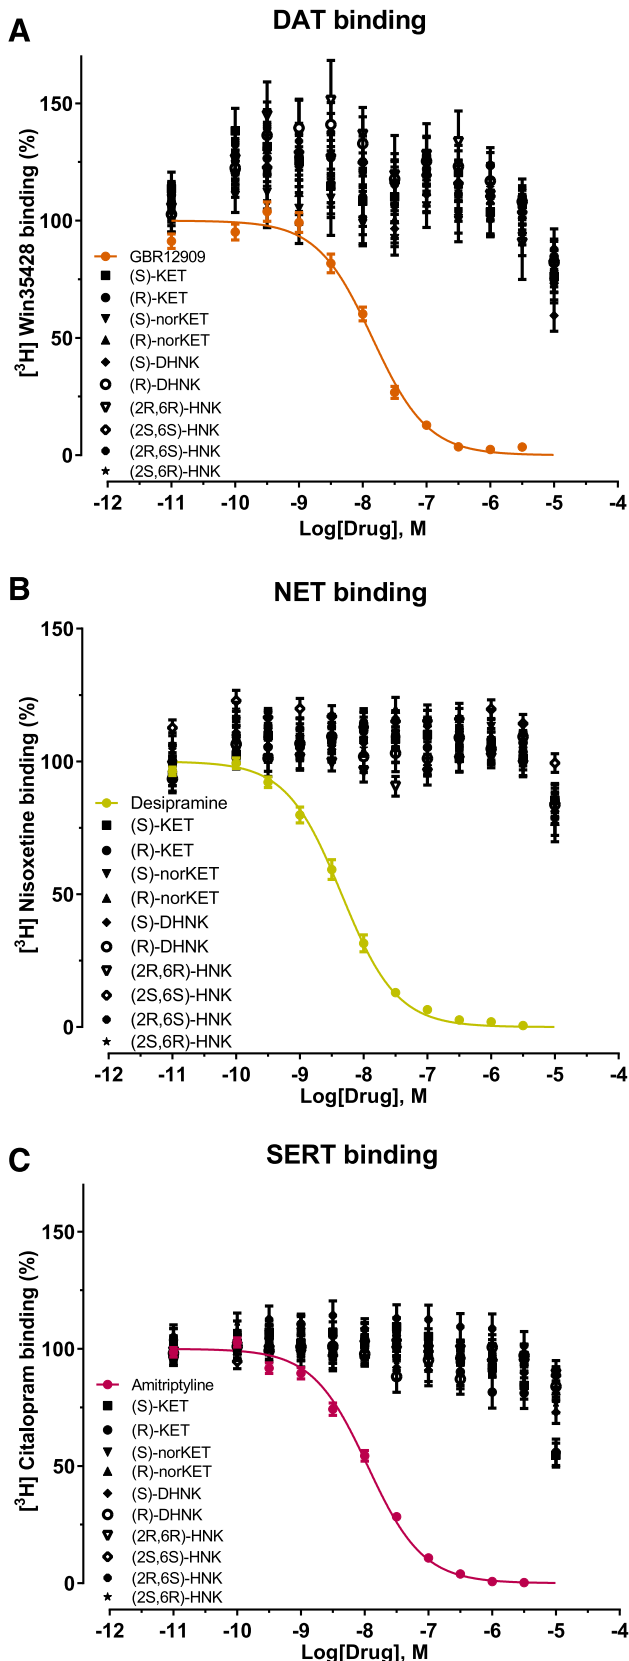 A
DAT binding
[³H] Win35428 binding (%)
150
100
50
0
GBR12909
(S)-KET
(R)-KET
(S)-norKET
(R)-norKET
(S)-DHNK
(R)-DHNK
(2R,6R)-HNK
(2S,6S)-HNK
(2R,6S)-HNK
(2S,6R)-HNK
-12 -11 -10 -9 -8 -7 -6 -5 -4
Log[Drug], M
B
NET binding
[³H] Nisoxetine binding (%)
150
100
50
0
Desipramine
(S)-KET
(R)-KET
(S)-norKET
(R)-norKET
(S)-DHNK
(R)-DHNK
(2R,6R)-HNK
(2S,6S)-HNK
(2R,6S)-HNK
(2S,6R)-HNK
-12 -11 -10 -9 -8 -7 -6 -5 -4
Log[Drug], M
C
SERT binding
[³H] Citalopram binding (%)
150
100
50
0
Amitriptyline
(S)-KET
(R)-KET
(S)-norKET
(R)-norKET
(S)-DHNK
(R)-DHNK
(2R,6R)-HNK
(2S,6S)-HNK
(2R,6S)-HNK
(2S,6R)-HNK
-12 -11 -10 -9 -8 -7 -6 -5 -4
Log[Drug], M